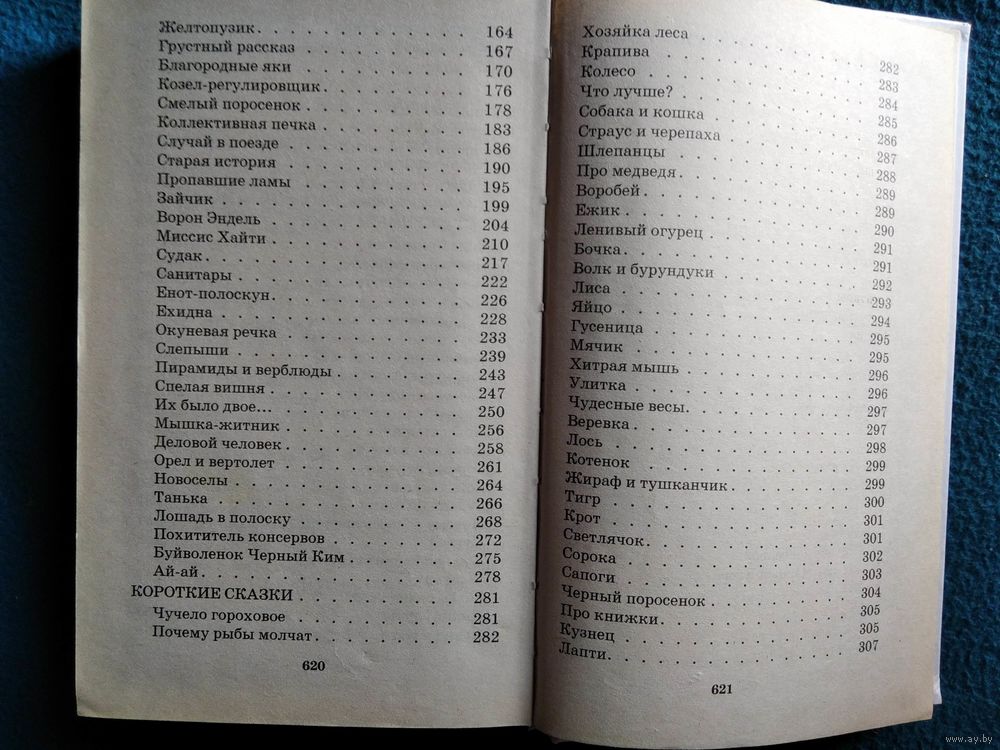 Желтопузик. . . . . . . . . . . . 164
Грустный рассказ . . . . . . . . . . 167
Благородные яки . . . . . . . . . . 170
Козел-регулировщик. . . . . . . . . 176
Смелый поросенок . . . . . . . . . . 178
Коллективная печка . . . . . . . . . 183
Случай в поезде . . . . . . . . . . 186
Старая история . . . . . . . . . . 190
Пропавшие ламы . . . . . . . . . . 195
Зайчик . . . . . . . . . . . . . 199
Ворон Эндель . . . . . . . . . . . 204
Миссис Хайти . . . . . . . . . . . 210
Судак. . . . . . . . . . . . . . 217
Санитары . . . . . . . . . . . . 222
Енот-полоскун. . . . . . . . . . . 226
Ехидна . . . . . . . . . . . . . 228
Окуневая речка . . . . . . . . . . 233
Слепыши . . . . . . . . . . . . 239
Пирамиды и верблюды . . . . . . . . 243
Спелая вишня . . . . . . . . . . . 247
Их было двое... . . . . . . . . . . . 250
Мышка-житник . . . . . . . . . . . 256
Деловой человек . . . . . . . . . . 258
Орел и вертолет . . . . . . . . . . 261
Новоселы . . . . . . . . . . . . 264
Танька . . . . . . . . . . . . . 266
Лошадь в полоску . . . . . . . . . . 268
Похититель консервов . . . . . . . . 272
Буйволенок Черный Ким . . . . . . . 275
Ай-ай. . . . . . . . . . . . . . 278
КОРОТКИЕ СКАЗКИ . . . . . . . . . . 281
Чучело гороховое . . . . . . . . . . 281
Почему рыбы молчат. . . . . . . . . 282
620
Хозяйка леса . . . . . . . . . . . 282
Крапива . . . . . . . . . . . . . 283
Колесо . . . . . . . . . . . . . 284
Что лучше? . . . . . . . . . . . . 285
Собака и кошка . . . . . . . . . . 286
Страус и черепаха . . . . . . . . . 287
Шлепанцы . . . . . . . . . . . . 288
Про медведя. . . . . . . . . . . . 289
Воробей . . . . . . . . . . . . . 289
Ежик . . . . . . . . . . . . . . 290
Ленивый огурец . . . . . . . . . . 291
Бочка. . . . . . . . . . . . . . 291
Волк и бурундуки . . . . . . . . . 292
Лиса . . . . . . . . . . . . . . 293
Яйцо . . . . . . . . . . . . . . 294
Гусеница . . . . . . . . . . . . 295
Мячик . . . . . . . . . . . . . 295
Хитрая мышь . . . . . . . . . . . 296
Улитка . . . . . . . . . . . . . 296
Чудесные весы. . . . . . . . . . . 297
Веревка. . . . . . . . . . . . . 297
Лось . . . . . . . . . . . . . . 298
Котенок . . . . . . . . . . . . . 299
Жираф и тушканчик . . . . . . . . . 299
Тигр . . . . . . . . . . . . . . 300
Крот . . . . . . . . . . . . . . 301
Светлячок. . . . . . . . . . . . . 301
Сорока . . . . . . . . . . . . . 302
Сапоги . . . . . . . . . . . . . 303
Черный поросенок . . . . . . . . . 304
Про книжки. . . . . . . . . . . . 305
Кузнец . . . . . . . . . . . . . 305
Лапти. . . . . . . . . . . . . . 307
621
www.ay.by